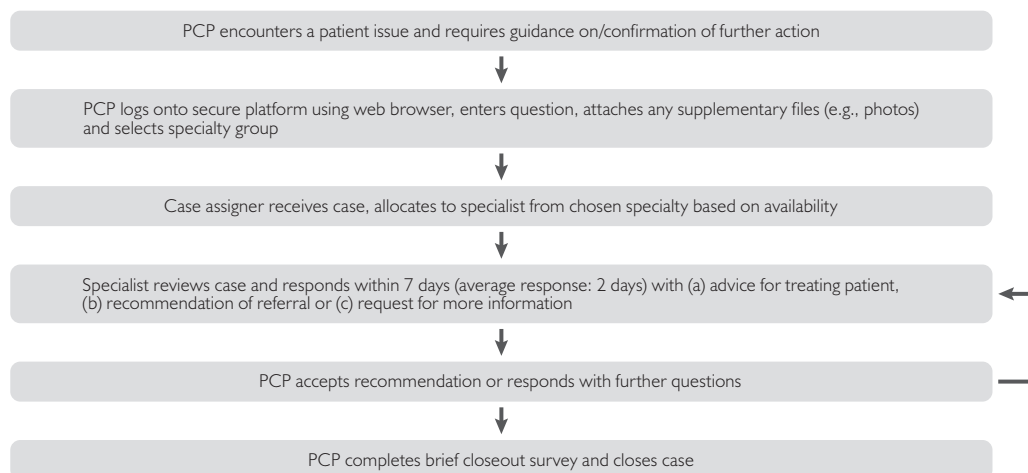 PCP encounters a patient issue and requires guidance on/confirmation of further action
PCP logs onto secure platform using web browser, enters question, attaches any supplementary files (e.g., photos)
and selects specialty group
Case assigner receives case, allocates to specialist from chosen specialty based on availability
Specialist reviews case and responds within 7 days (average response: 2 days) with (a) advice for treating patient,
(b) recommendation of referral or (c) request for more information
PCP accepts recommendation or responds with further questions
PCP completes brief closeout survey and closes case